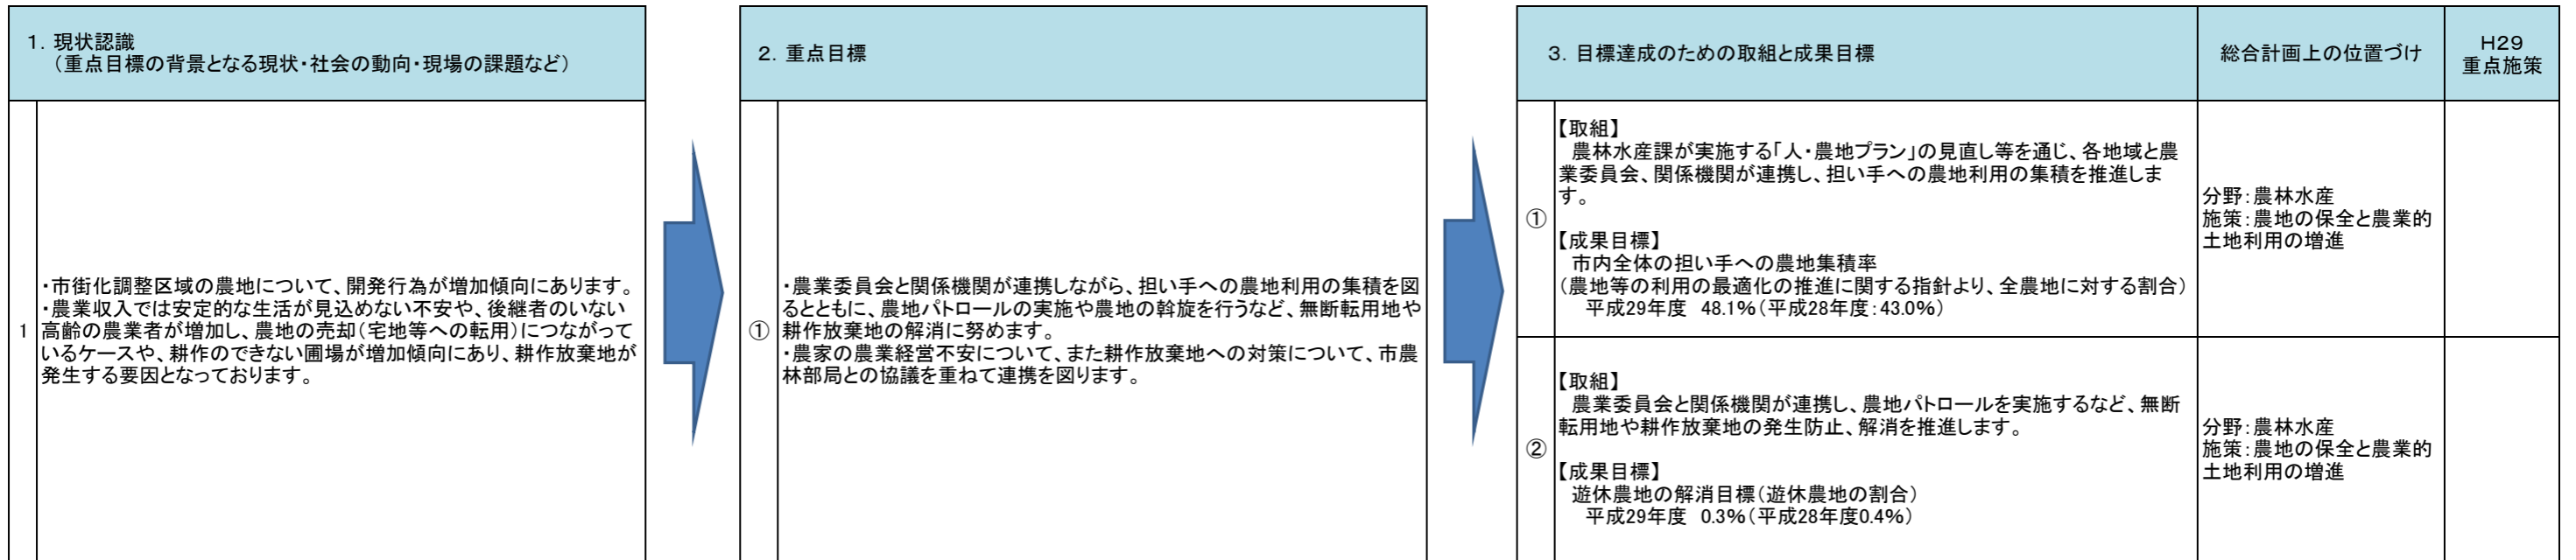 1．現状認識
（重点目標の背景となる現状・社会の動向・現場の課題など）
1
・市街化調整区域の農地について、開発行為が増加傾向にあります。
・農業収入では安定的な生活が見込めない不安や、後継者のいない
高齢の農業者が増加し、農地の売却（宅地等への転用）につながって
いるケースや、耕作のできない圃場が増加傾向にあり、耕作放棄地が
発生する要因となっております。
2．重点目標
①
・農業委員会と関係機関が連携しながら、担い手への農地利用の集積を図
るとともに、農地パトロールの実施や農地の斡旋を行うなど、無断転用地や
耕作放棄地の解消に努めます。
・農家の農業経営不安について、また耕作放棄地への対策について、市農
林部局との協議を重ねて連携を図ります。
3．目標達成のための取組と成果目標
総合計画上の位置づけ
H29
重点施策
①
【取組】
農林水産課が実施する「人・農地プラン」の見直し等を通じ、各地域と農
業委員会、関係機関が連携し、担い手への農地利用の集積を推進しま
す。
【成果目標】
市内全体の担い手への農地集積率
（農地等の利用の最適化の推進に関する指針より、全農地に対する割合）
平成29年度　48.1%（平成28年度：43.0%）
分野：農林水産
施策：農地の保全と農業的
土地利用の増進
②
【取組】
農業委員会と関係機関が連携し、農地パトロールを実施するなど、無断
転用地や耕作放棄地の発生防止、解消を推進します。
【成果目標】
遊休農地の解消目標（遊休農地の割合）
平成29年度　0.3%（平成28年度0.4%）
分野：農林水産
施策：農地の保全と農業的
土地利用の増進